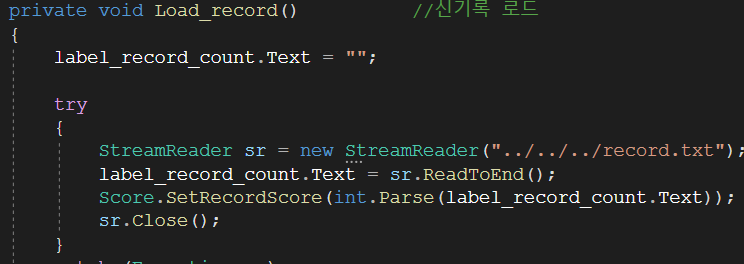 private void Load_record() //신기록 로드
{
label_record_count.Text = "";
try
{
StreamReader sr = new StreamReader("../../../record.txt");
label_record_count.Text = sr.ReadToEnd();
Score.SetRecordScore(int.Parse(label_record_count.Text));
sr.Close();
}